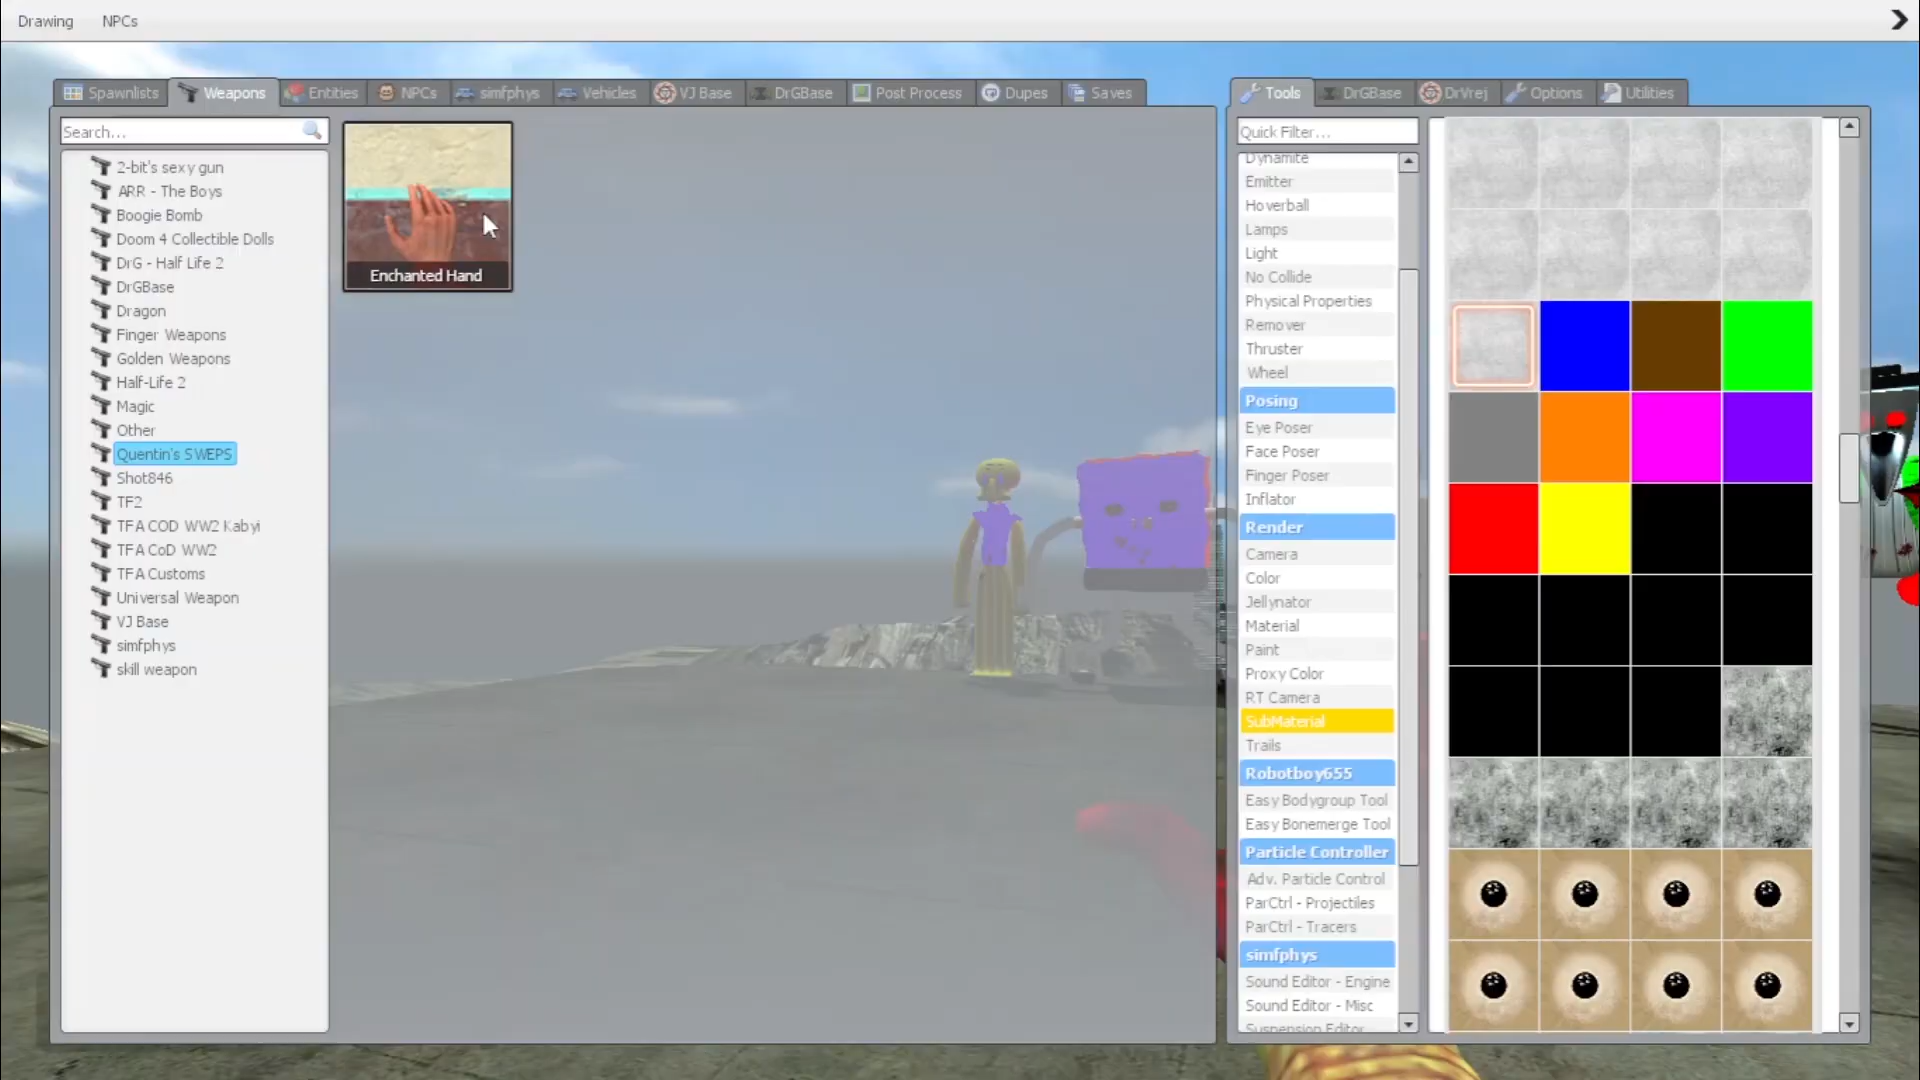 Drawing NPCs
Spawnlists Weapons Entities NPCs simfphys Vehicles VJ Base DrGBase Post Process Dupes Saves
Search...
2-bit's sexy gun
ARR - The Boys
Boogie Bomb
Doom 4 Collectible Dolls
DrG - Half Life 2
DrGBase
Dragon
Finger Weapons
Golden Weapons
Half-Life 2
Magic
Other
Quentin's SWEPS
Shot846
TF2
TFA COD WW2 Kabyi
TFA CoD WW2
TFA Customs
Universal Weapon
VJ Base
simfphys
skill weapon
Enchanted Hand
Tools DrGBase DrVrej Options Utilities
Quick Filter...
Dynamite
Emitter
Hoverball
Lamps
Light
No Collide
Physical Properties
Remover
Thruster
Wheel
Posing
Eye Poser
Face Poser
Finger Poser
Inflator
Render
Camera
Color
Jellynator
Material
Paint
Proxy Color
RT Camera
SubMaterial
Trails
Robotboy655
Easy Bodygroup Tool
Easy Bonemerge Tool
Particle Controller
Adv. Particle Control
ParCtrl - Projectiles
ParCtrl - Tracers
simfphys
Sound Editor - Engine
Sound Editor - Misc
Suspension Editor